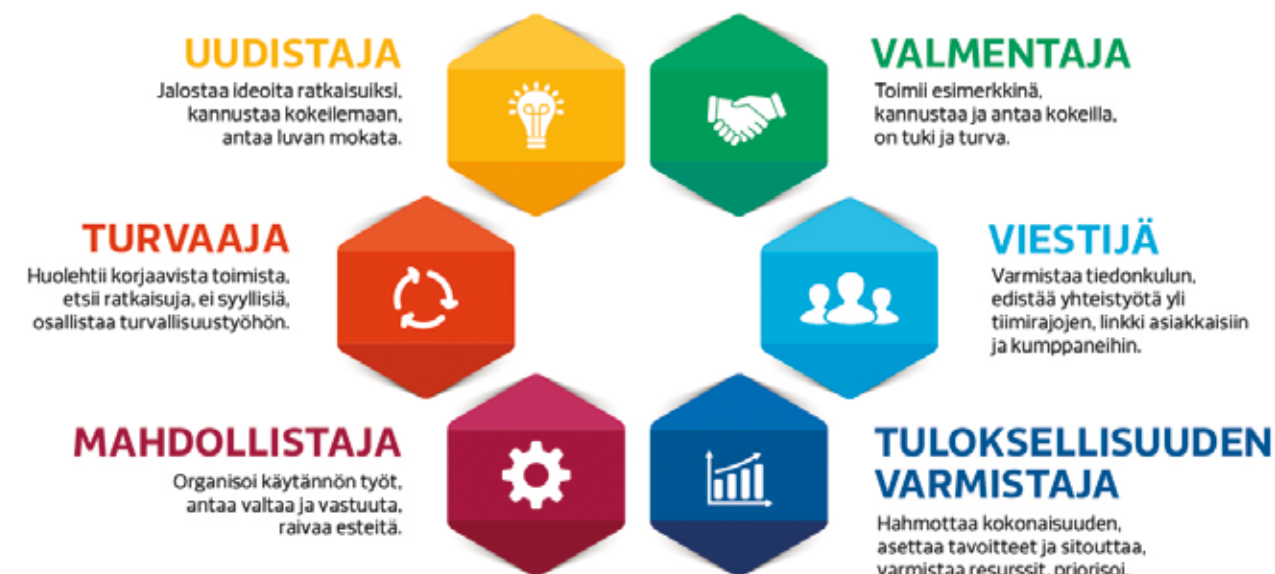 UUDISTAJA
Jalostaa ideoita ratkaisuiksi,
kannustaa kokeilemaan,
antaa luvan mokata.
VALMENTAJA
Toimii esimerkkinä,
kannustaa ja antaa kokeilla,
on tuki ja turva.
TURVAAJA
Huolehtii korjaavista toimista,
etsii ratkaisuja, ei syyllisiä,
osallistaa turvallisuustyöhön.
VIESTIJÄ
Varmistaa tiedonkulun,
edistää yhteistyötä yli
tiimirajojen, linkki asiakkaisiin
ja kumppaneihin.
MAHDOLLISTAJA
Organisoi käytännön työt,
antaa valtaa ja vastuuta,
raivaa esteitä.
TULOKSELLISUUDEN
VARMISTAJA
Hahmottaa kokonaisuuden,
asettaa tavoitteet ja sitouttaa,
varmistaa resurssit, priorisoi.